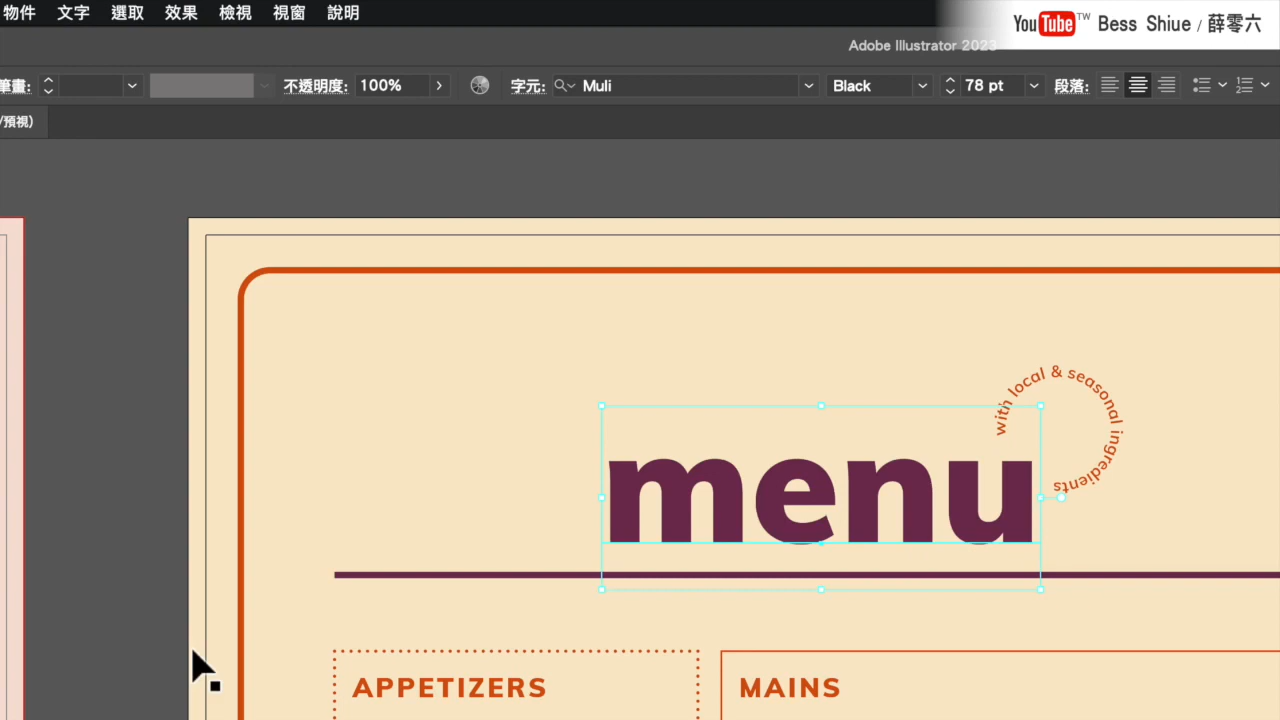 物件 文字 選取 效果 檢視 視窗 說明
YouTube TW Bess Shiue / 薛零六
Adobe Illustrator 2023
筆畫: 不透明度: 100% 字元: Muli Black 78 pt 段落:
/預視)
with local & seasonal ingredients
menu
APPETIZERS MAINS